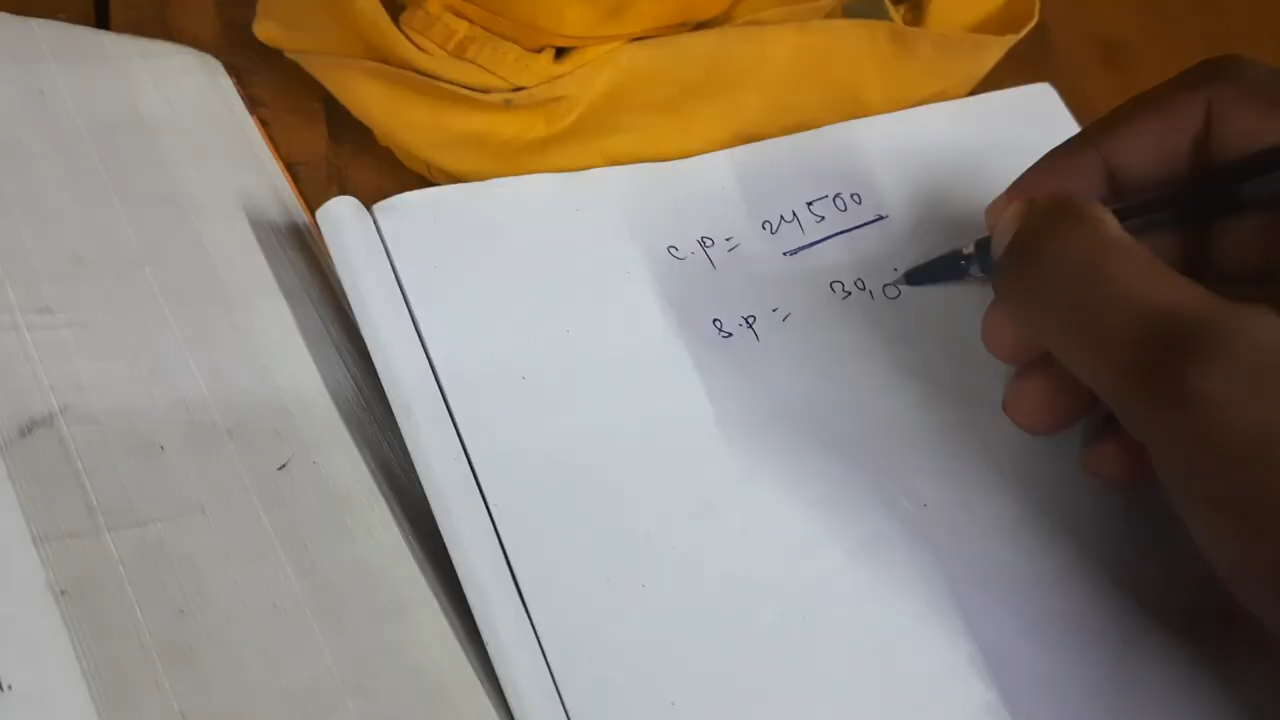 c.p = 24500
s.p = 30,0